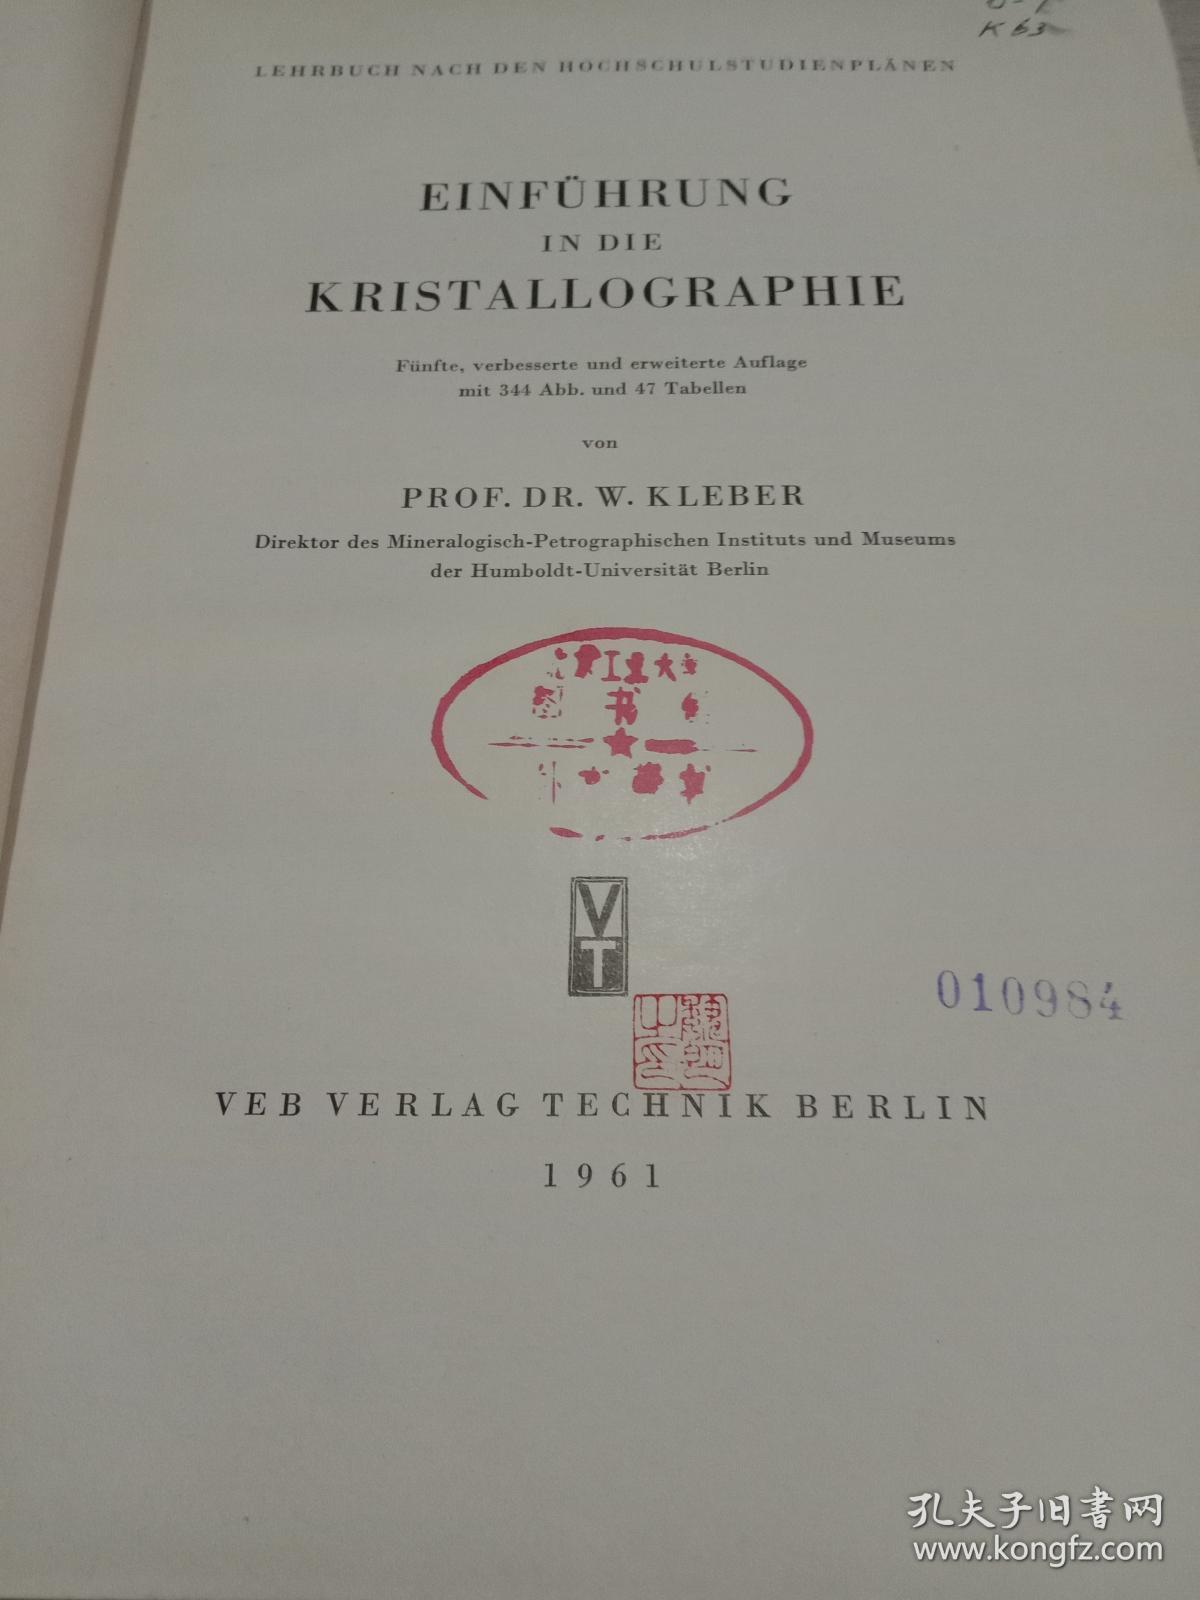 K 63
LEHRBUCH NACH DEN HOCHSCHULSTUDIENPLÄNEN
EINFÜHRUNG
IN DIE
KRISTALLOGRAPHIE
Fünfte, verbesserte und erweiterte Auflage
mit 344 Abb. und 47 Tabellen
von
PROF. DR. W. KLEBER
Direktor des Mineralogisch-Petrographischen Instituts und Museums
der Humboldt-Universität Berlin
书
V
T
010984
VEB VERLAG TECHNIK BERLIN
1961
孔夫子旧书网
www.kongfz.com